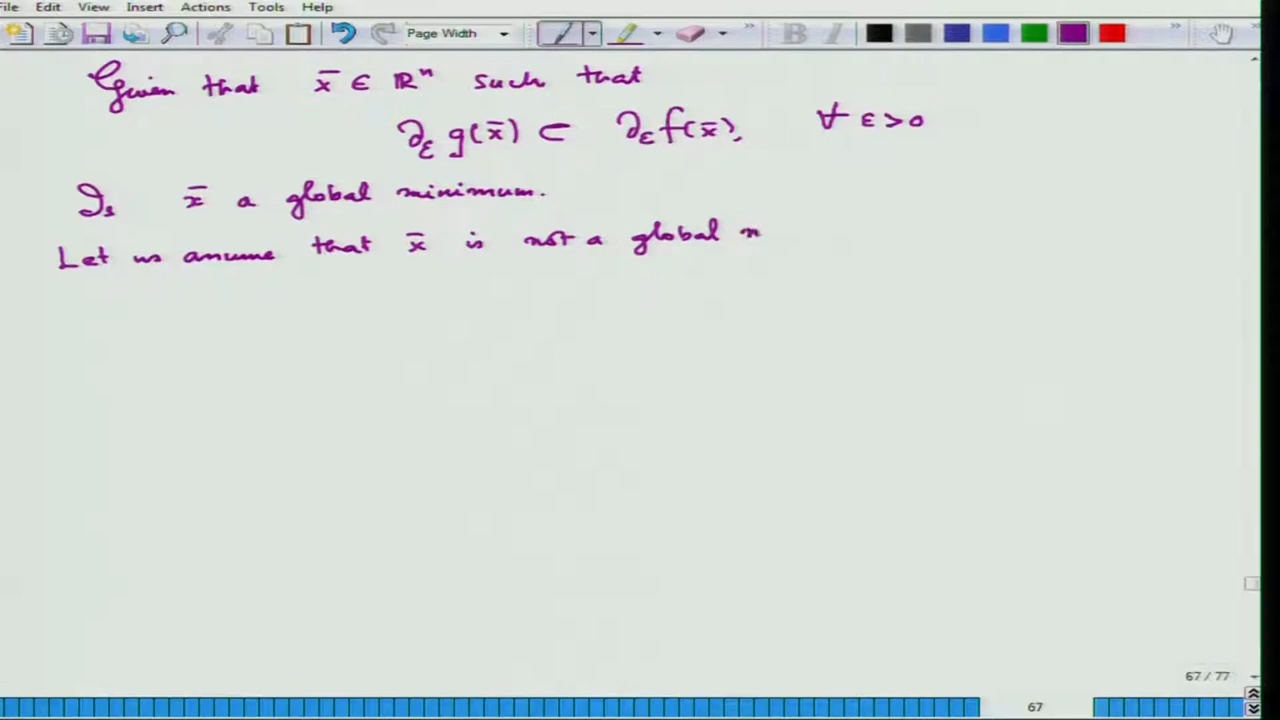 File Edit View Insert Actions Tools Help
Page Width
Given that x̄ ∈ ℝⁿ such that
∂_ε g(x̄) ⊂ ∂_ε f(x̄), ∀ ε > 0
Is x̄ a global minimum.
Let us assume that x̄ is not a global m
67 / 77
67